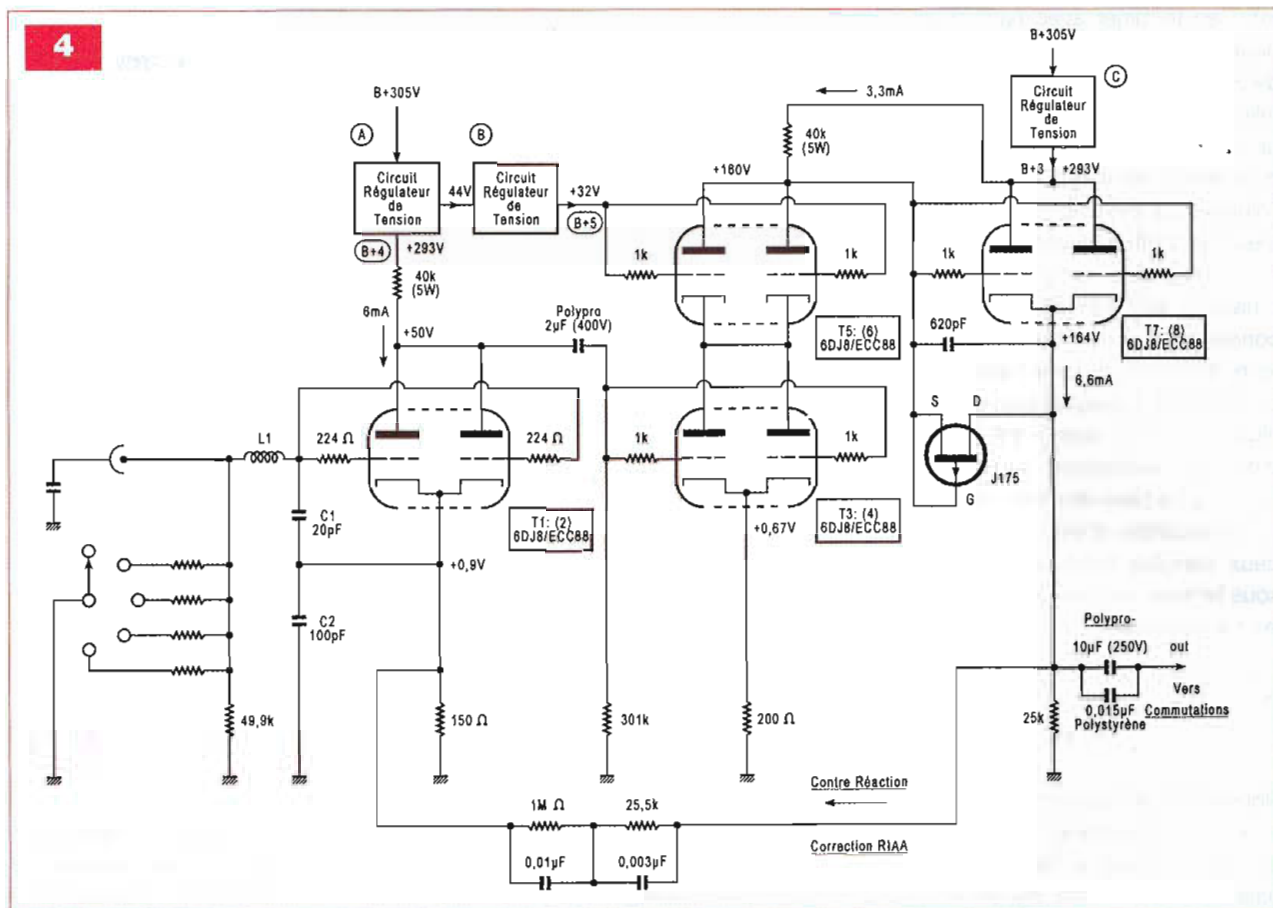 4
B+305V
B+305V
C
3,3mA
Circuit
Régulateur
de
Tension
A
B
40k
(5W)
Circuit
Régulateur
de
Tension
44V
Circuit
Régulateur
de
Tension
+32V
B+5
+180V
B+3
+293V
B+4
+293V
40k
(5W)
1k
1k
1k
1k
6mA
+50V
Polypro
2µF (400V)
T5: (6)
6DJ8/ECC88
620pF
+164V
T7: (8)
6DJ8/ECC88
6,6mA
L1
224 Ω
224 Ω
1k
1k
S
D
J175
G
C1
20pF
T1: (2)
6DJ8/ECC88
T3: (4)
6DJ8/ECC88
+0,9V
+0,67V
C2
100pF
Polypro-
10µF (250V)
out
Vers
Commutations
0,015µF
Polystyrène
49,9k
150 Ω
301k
200 Ω
25k
1M Ω
25,5k
Contre Réaction
Correction RIAA
0,01µF
0,003µF